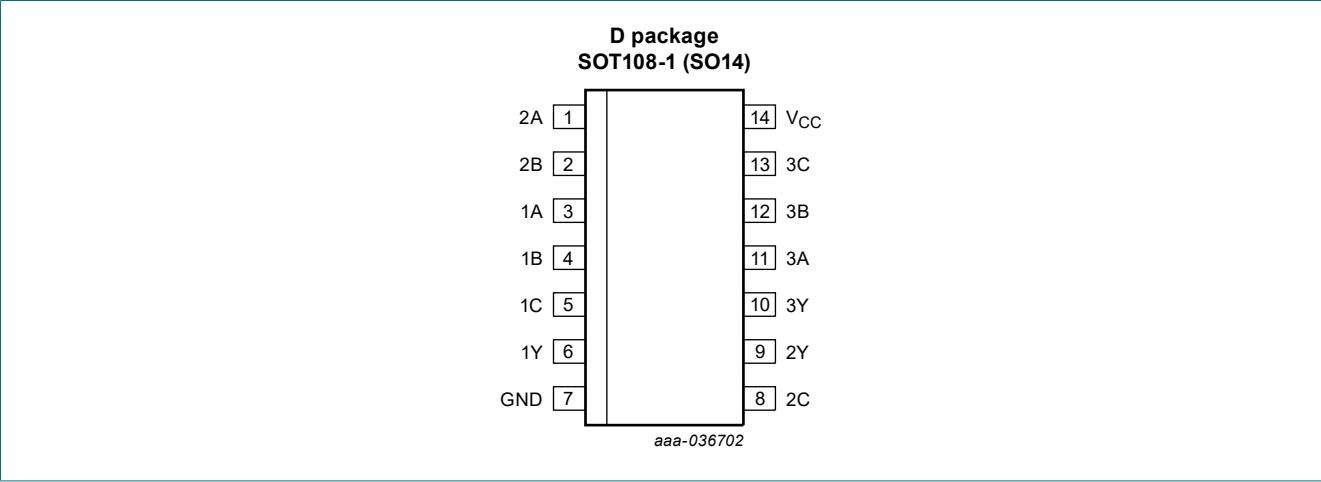 D package
SOT108-1 (SO14)
2A 1 14 VCC
2B 2 13 3C
1A 3 12 3B
1B 4 11 3A
1C 5 10 3Y
1Y 6 9 2Y
GND 7 8 2C
aaa-036702